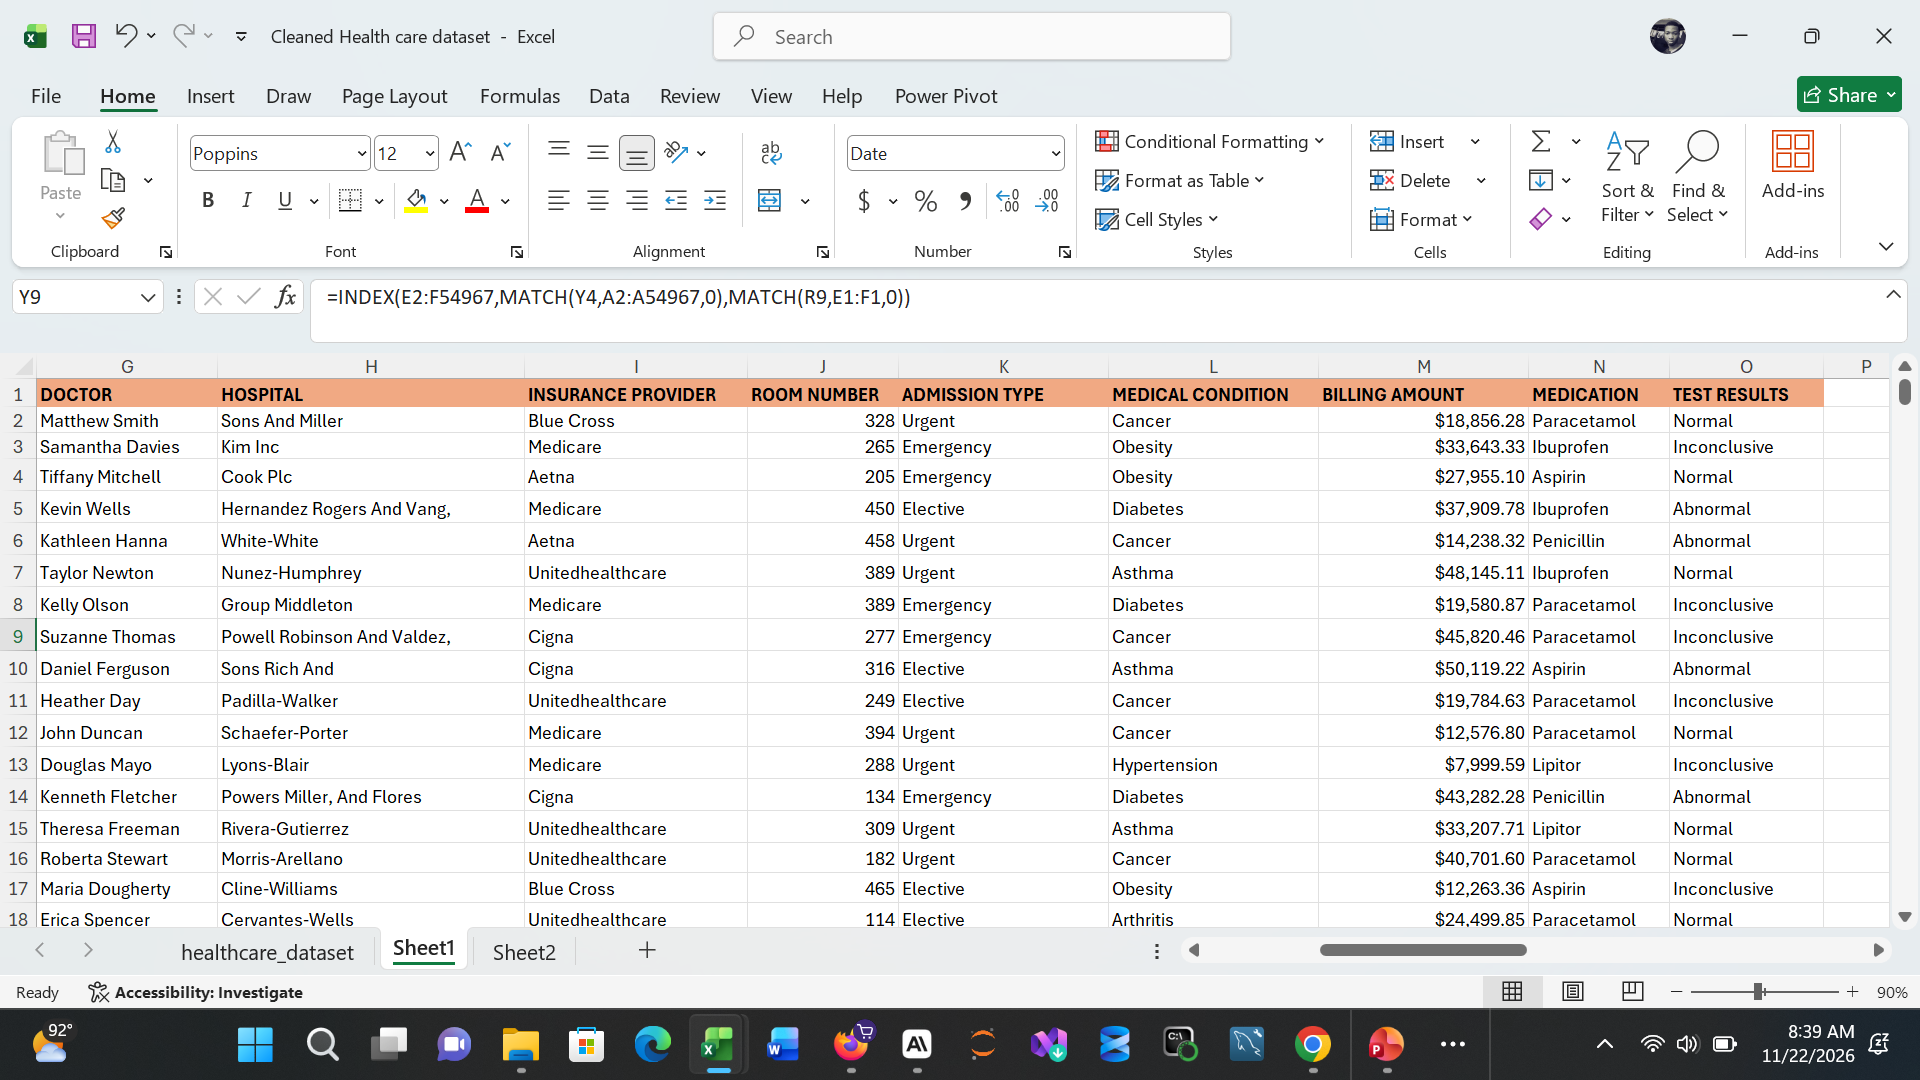 Cleaned Health care dataset - Excel
Search
File Home Insert Draw Page Layout Formulas Data Review View Help Power Pivot Share
Paste
Clipboard
Poppins 12
B I U
Font
Alignment
Date
$ % 9 .00 .00
Number
Conditional Formatting
Format as Table
Cell Styles
Styles
Insert
Delete
Format
Cells
Sort & Filter
Find & Select
Editing
Add-ins
Add-ins
Y9 fx =INDEX(E2:F54967,MATCH(Y4,A2:A54967,0),MATCH(R9,E1:F1,0))
G H I J K L M N O P
1 DOCTOR HOSPITAL INSURANCE PROVIDER ROOM NUMBER ADMISSION TYPE MEDICAL CONDITION BILLING AMOUNT MEDICATION TEST RESULTS
2 Matthew Smith Sons And Miller Blue Cross 328 Urgent Cancer $18,856.28 Paracetamol Normal
3 Samantha Davies Kim Inc Medicare 265 Emergency Obesity $33,643.33 Ibuprofen Inconclusive
4 Tiffany Mitchell Cook Plc Aetna 205 Emergency Obesity $27,955.10 Aspirin Normal
5 Kevin Wells Hernandez Rogers And Vang, Medicare 450 Elective Diabetes $37,909.78 Ibuprofen Abnormal
6 Kathleen Hanna White-White Aetna 458 Urgent Cancer $14,238.32 Penicillin Abnormal
7 Taylor Newton Nunez-Humphrey Unitedhealthcare 389 Urgent Asthma $48,145.11 Ibuprofen Normal
8 Kelly Olson Group Middleton Medicare 389 Emergency Diabetes $19,580.87 Paracetamol Inconclusive
9 Suzanne Thomas Powell Robinson And Valdez, Cigna 277 Emergency Cancer $45,820.46 Paracetamol Inconclusive
10 Daniel Ferguson Sons Rich And Cigna 316 Elective Asthma $50,119.22 Aspirin Abnormal
11 Heather Day Padilla-Walker Unitedhealthcare 249 Elective Cancer $19,784.63 Paracetamol Inconclusive
12 John Duncan Schaefer-Porter Medicare 394 Urgent Cancer $12,576.80 Paracetamol Normal
13 Douglas Mayo Lyons-Blair Medicare 288 Urgent Hypertension $7,999.59 Lipitor Inconclusive
14 Kenneth Fletcher Powers Miller, And Flores Cigna 134 Emergency Diabetes $43,282.28 Penicillin Abnormal
15 Theresa Freeman Rivera-Gutierrez Unitedhealthcare 309 Urgent Asthma $33,207.71 Lipitor Normal
16 Roberta Stewart Morris-Arellano Unitedhealthcare 182 Urgent Cancer $40,701.60 Paracetamol Normal
17 Maria Dougherty Cline-Williams Blue Cross 465 Elective Obesity $12,263.36 Aspirin Inconclusive
18 Erica Spencer Cervantes-Wells Unitedhealthcare 114 Elective Arthritis $24,499.85 Paracetamol Normal
healthcare_dataset Sheet1 Sheet2
Ready Accessibility: Investigate 90%
92°
8:39 AM
11/22/2026